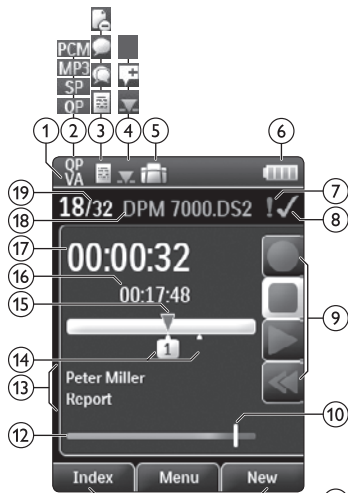 PCM
MP3
SP
QP
1 2 3 4 5 6
QP
VA
19 7
18/32 DPM 7000.DS2 !
18 8
17
00:00:32
16
00:17:48
15
9
14
1
13
Peter Miller
Report
10
12
Index Menu New